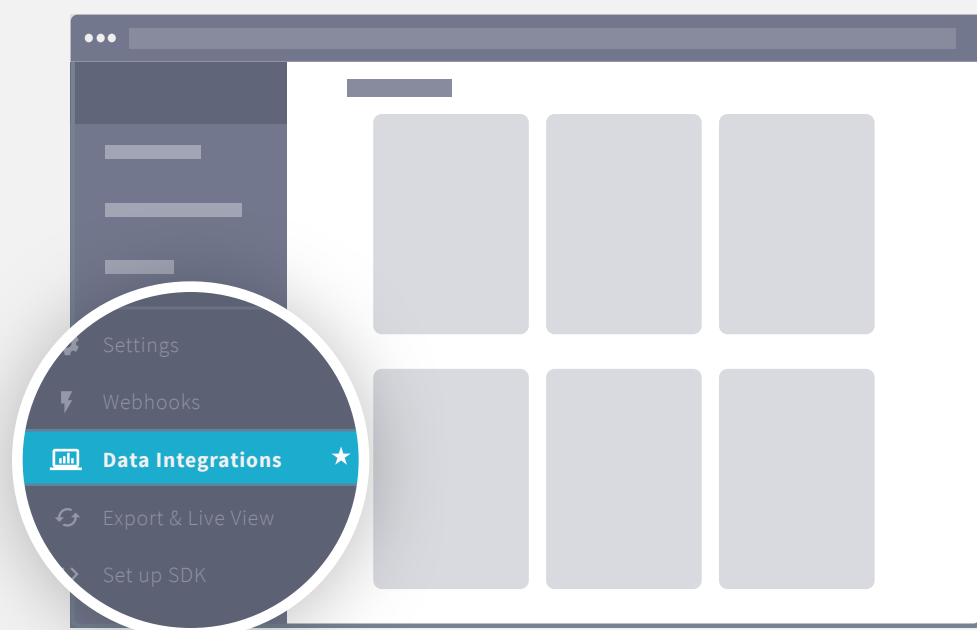 Settings
Webhooks
Data Integrations
Export & Live View
Set up SDK